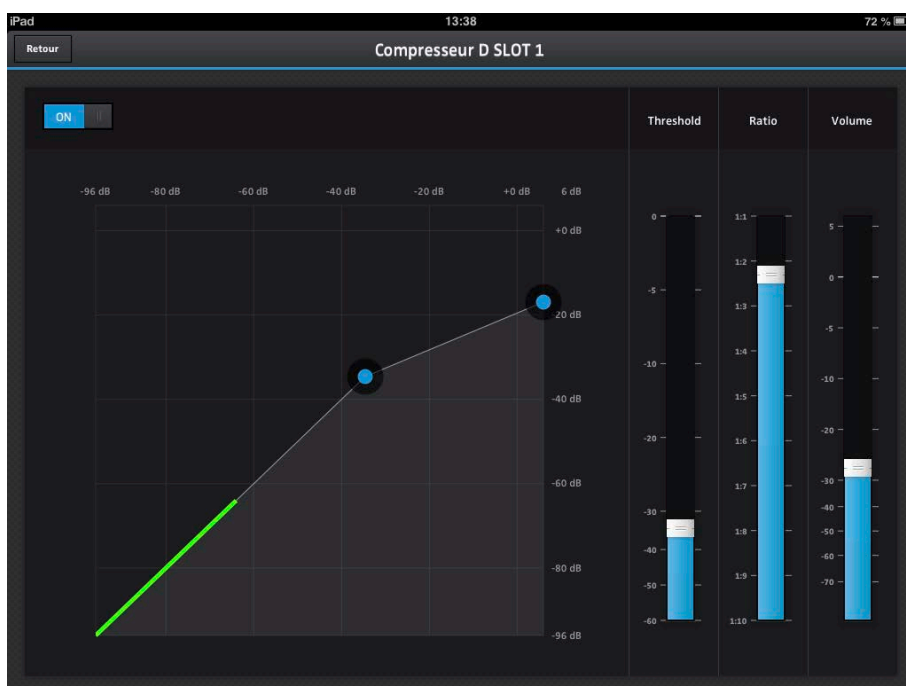 iPad 13:38 72 %
Retour Compresseur D SLOT 1
ON Threshold Ratio Volume
-96 dB -80 dB -60 dB -40 dB -20 dB +0 dB 6 dB
+0 dB
20 dB
-40 dB
-60 dB
-80 dB
-96 dB
0
-5
-10
-20
-30
-40
-50
-60
1:1
1:2
1:3
1:4
1:5
1:6
1:7
1:8
1:9
1:10
5
0
-5
-10
-20
-30
-40
-50
-60
-70